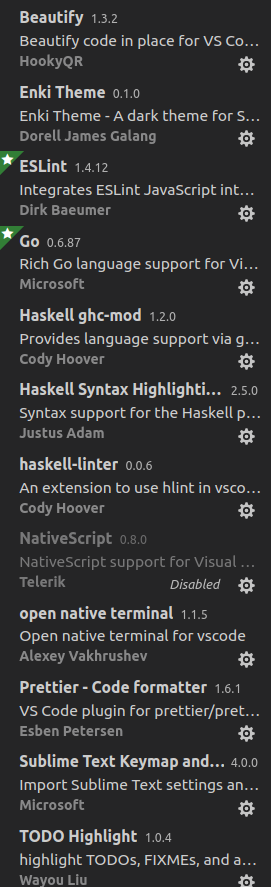 Beautify 1.3.2
Beautify code in place for VS Co...
HookyQR
Enki Theme 0.1.0
Enki Theme - A dark theme for S...
Dorell James Galang
ESLint 1.4.12
Integrates ESLint JavaScript int...
Dirk Baeumer
Go 0.6.87
Rich Go language support for Vi...
Microsoft
Haskell ghc-mod 1.2.0
Provides language support via g...
Cody Hoover
Haskell Syntax Highlighti... 2.5.0
Syntax support for the Haskell p...
Justus Adam
haskell-linter 0.0.6
An extension to use hlint in vsco...
Cody Hoover
NativeScript 0.8.0
NativeScript support for Visual ...
Telerik Disabled
open native terminal 1.1.5
Open native terminal for vscode
Alexey Vakhrushev
Prettier - Code formatter 1.6.1
VS Code plugin for prettier/pret...
Esben Petersen
Sublime Text Keymap and... 4.0.0
Import Sublime Text settings an...
Microsoft
TODO Highlight 1.0.4
highlight TODOs, FIXMEs, and a...
Wayou Liu